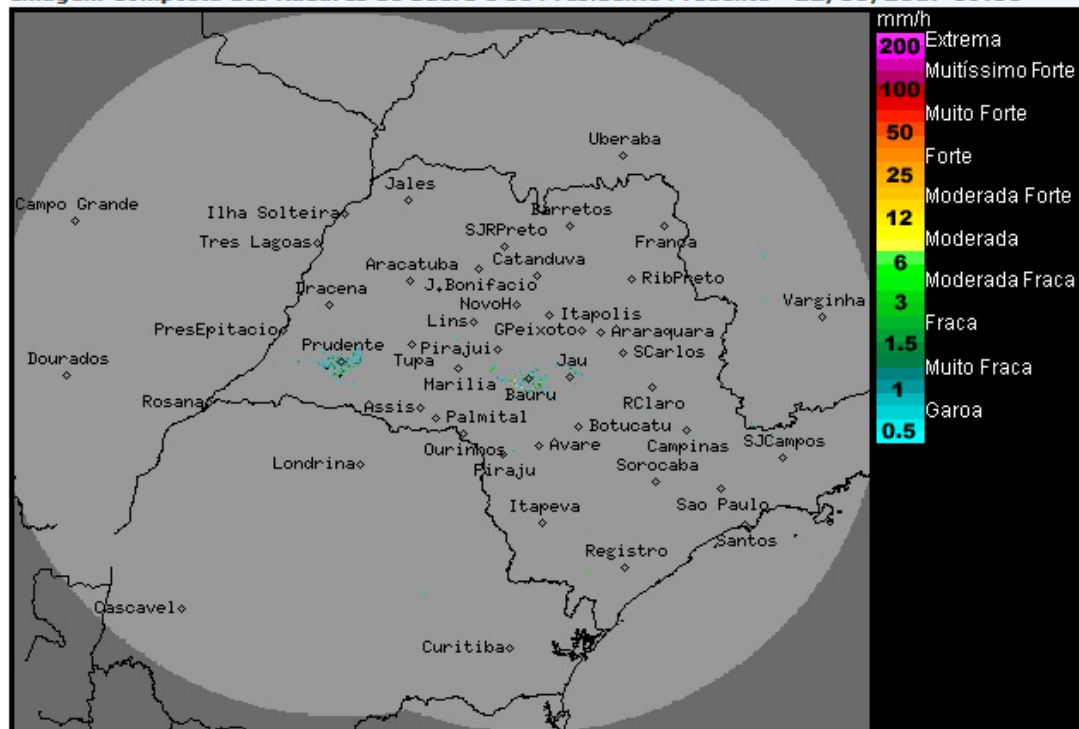 mm/h
200 Extrema
Muitíssimo Forte
100
Muito Forte
50
Forte
25
Moderada Forte
12
Moderada
6
Moderada Fraca
3
Fraca
1.5
Muito Fraca
1
Garoa
0.5
Uberaba
Jales
Campo Grande
Ilha Solteira
Barretos
Tres Lagoas
SJRPreto
Franca
Aracatuba
Catanduva
Dracena
J.Bonifacio
RibPreto
NovoH
Varginha
PresEpitacio
Lins
Itapolis
GPeixoto
Araraquara
Prudente
Pirajui
Dourados
Tupa
Jau
SCarlos
Marilia
Bauru
Rosana
Assis
RClaro
Palmital
Botucatu
Ourinhos
Avare
Campinas
SJCampos
Londrina
Piraju
Sorocaba
Itapeva
Sao Paulo
Santos
Registro
Cascavel
Curitiba